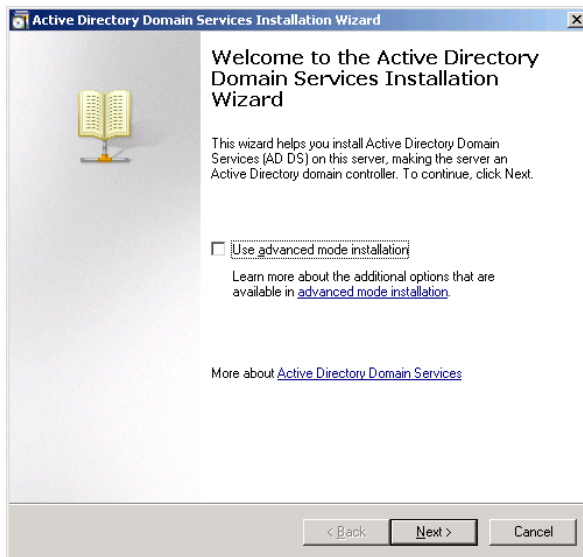 Active Directory Domain Services Installation Wizard
Welcome to the Active Directory
Domain Services Installation
Wizard
This wizard helps you install Active Directory Domain
Services (AD DS) on this server, making the server an
Active Directory domain controller. To continue, click Next.
Use advanced mode installation
Learn more about the additional options that are
available in advanced mode installation.
More about Active Directory Domain Services
< Back
Next >
Cancel